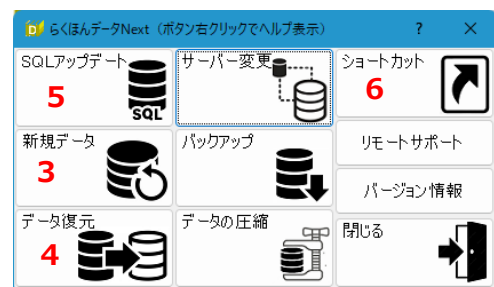 らくほんデータNext（ボタン右クリックでヘルプ表示）
?
×
SQLアップデート
5
SQL
サーバー変更
ショートカット
6
新規データ
3
バックアップ
リモートサポート
バージョン情報
データ復元
4
データの圧縮
閉じる